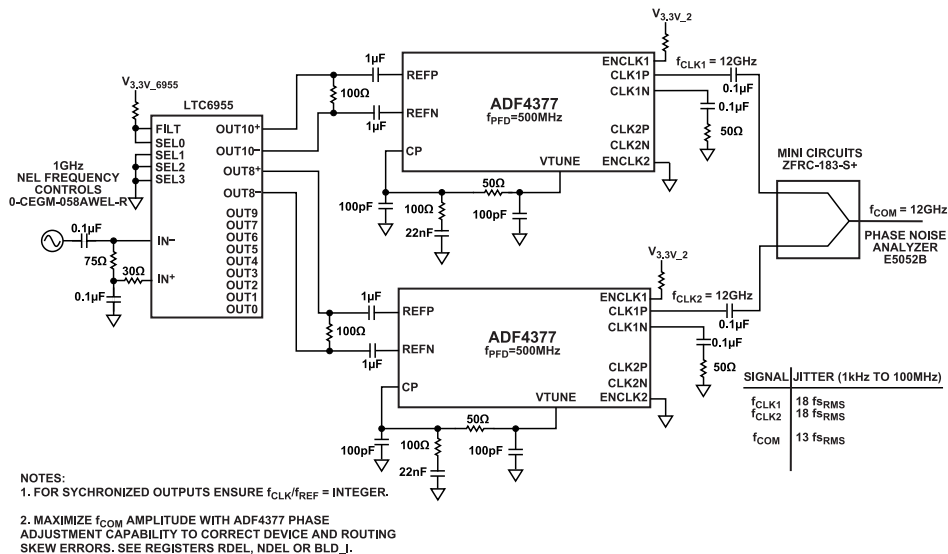 V3.3V_6955
LTC6955
FILT
SEL0
SEL1
SEL2
SEL3
OUT10+
OUT10–
OUT8+
OUT8–
OUT9
OUT7
OUT6
OUT5
OUT4
OUT3
OUT2
OUT1
OUT0
IN–
IN+
1GHz
NEL FREQUENCY
CONTROLS
0-CEGM-058AWEL-R
0.1µF
75Ω
30Ω
0.1µF
1µF
100Ω
1µF
REFP
REFN
CP
ADF4377
fPFD=500MHz
VTUNE
ENCLK1
CLK1P
CLK1N
CLK2P
CLK2N
ENCLK2
V3.3V_2
fCLK1 = 12GHz
0.1µF
0.1µF
50Ω
100pF
100Ω
22nF
50Ω
100pF
MINI CIRCUITS
ZFRC-183-S+
fCOM = 12GHz
PHASE NOISE
ANALYZER
E5052B
1µF
100Ω
1µF
REFP
REFN
CP
ADF4377
fPFD=500MHz
VTUNE
ENCLK1
CLK1P
CLK1N
CLK2P
CLK2N
ENCLK2
V3.3V_2
fCLK2 = 12GHz
0.1µF
0.1µF
50Ω
100pF
100Ω
22nF
50Ω
100pF
SIGNAL JITTER (1kHz TO 100MHz)
fCLK1 18 fsRMS
fCLK2 18 fsRMS
fCOM 13 fsRMS
NOTES:
1. FOR SYCHRONIZED OUTPUTS ENSURE fCLK/fREF = INTEGER.
2. MAXIMIZE fCOM AMPLITUDE WITH ADF4377 PHASE
ADJUSTMENT CAPABILITY TO CORRECT DEVICE AND ROUTING
SKEW ERRORS. SEE REGISTERS RDEL, NDEL OR BLD_I.